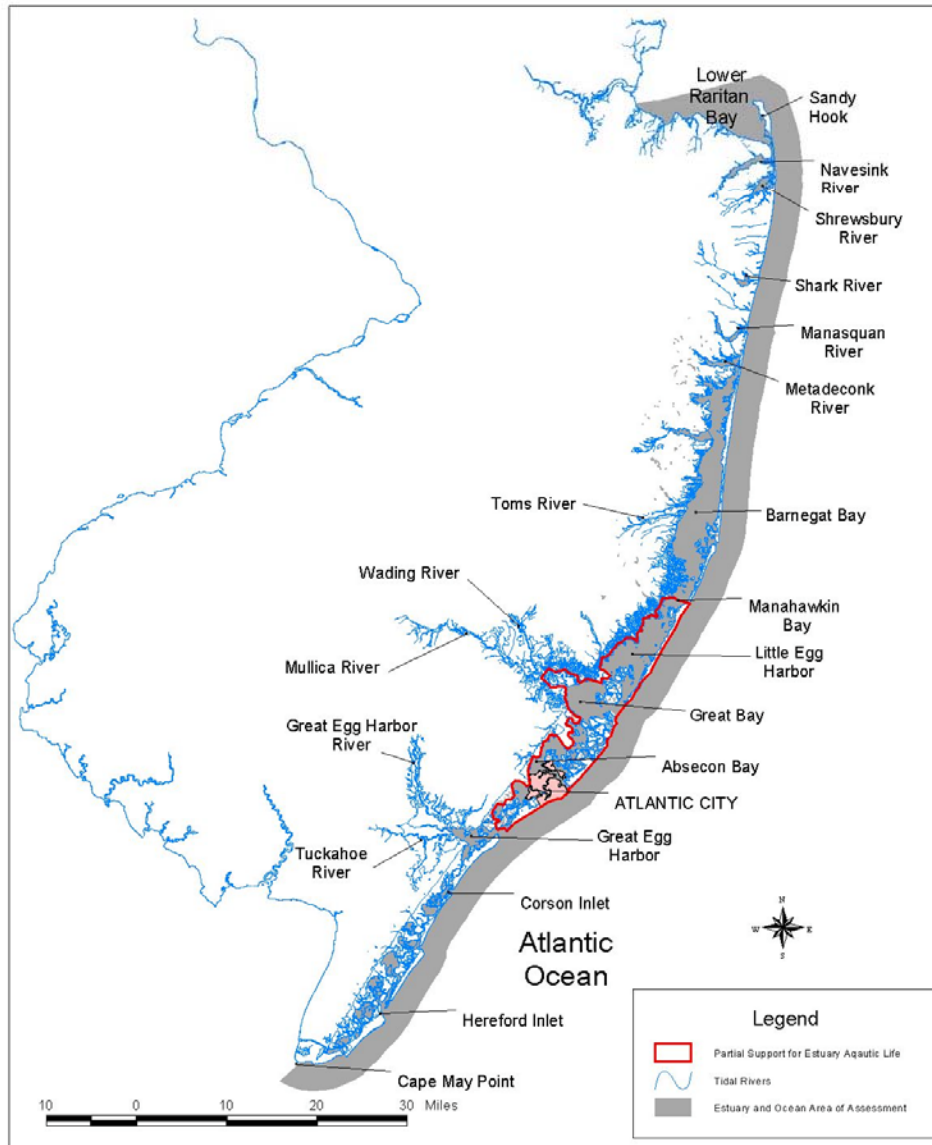 Lower
Raritan
Bay
Sandy
Hook
Navesink
River
Shrewsbury
River
Shark River
Manasquan
River
Metadeconk
River
Toms River
Barnegat Bay
Wading River
Manahawkin
Bay
Mullica River
Little Egg
Harbor
Great Bay
Great Egg Harbor
River
Absecon Bay
ATLANTIC CITY
Great Egg
Harbor
Tuckahoe
River
Corson Inlet
Atlantic
Ocean
N
W
E
S
Hereford Inlet
Cape May Point
Legend
Partial Support for Estuary Aqautic Life
Tidal Rivers
Estuary and Ocean Area of Assessment
10 0 10 20 30 Miles